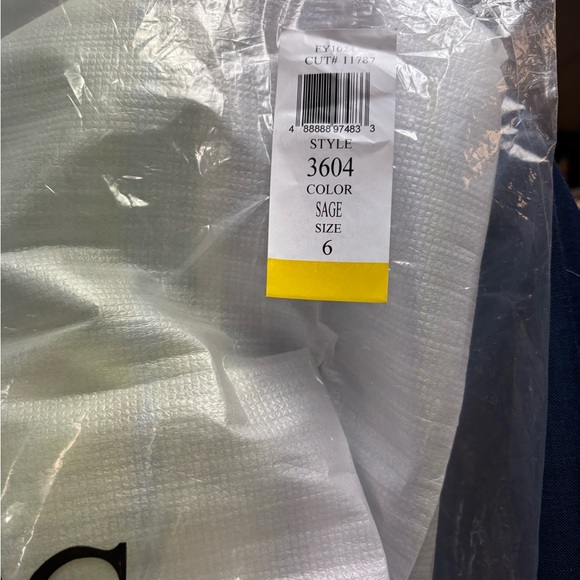 CUT# 11787
4 88888 97483 3
STYLE
3604
COLOR
SAGE
SIZE
6